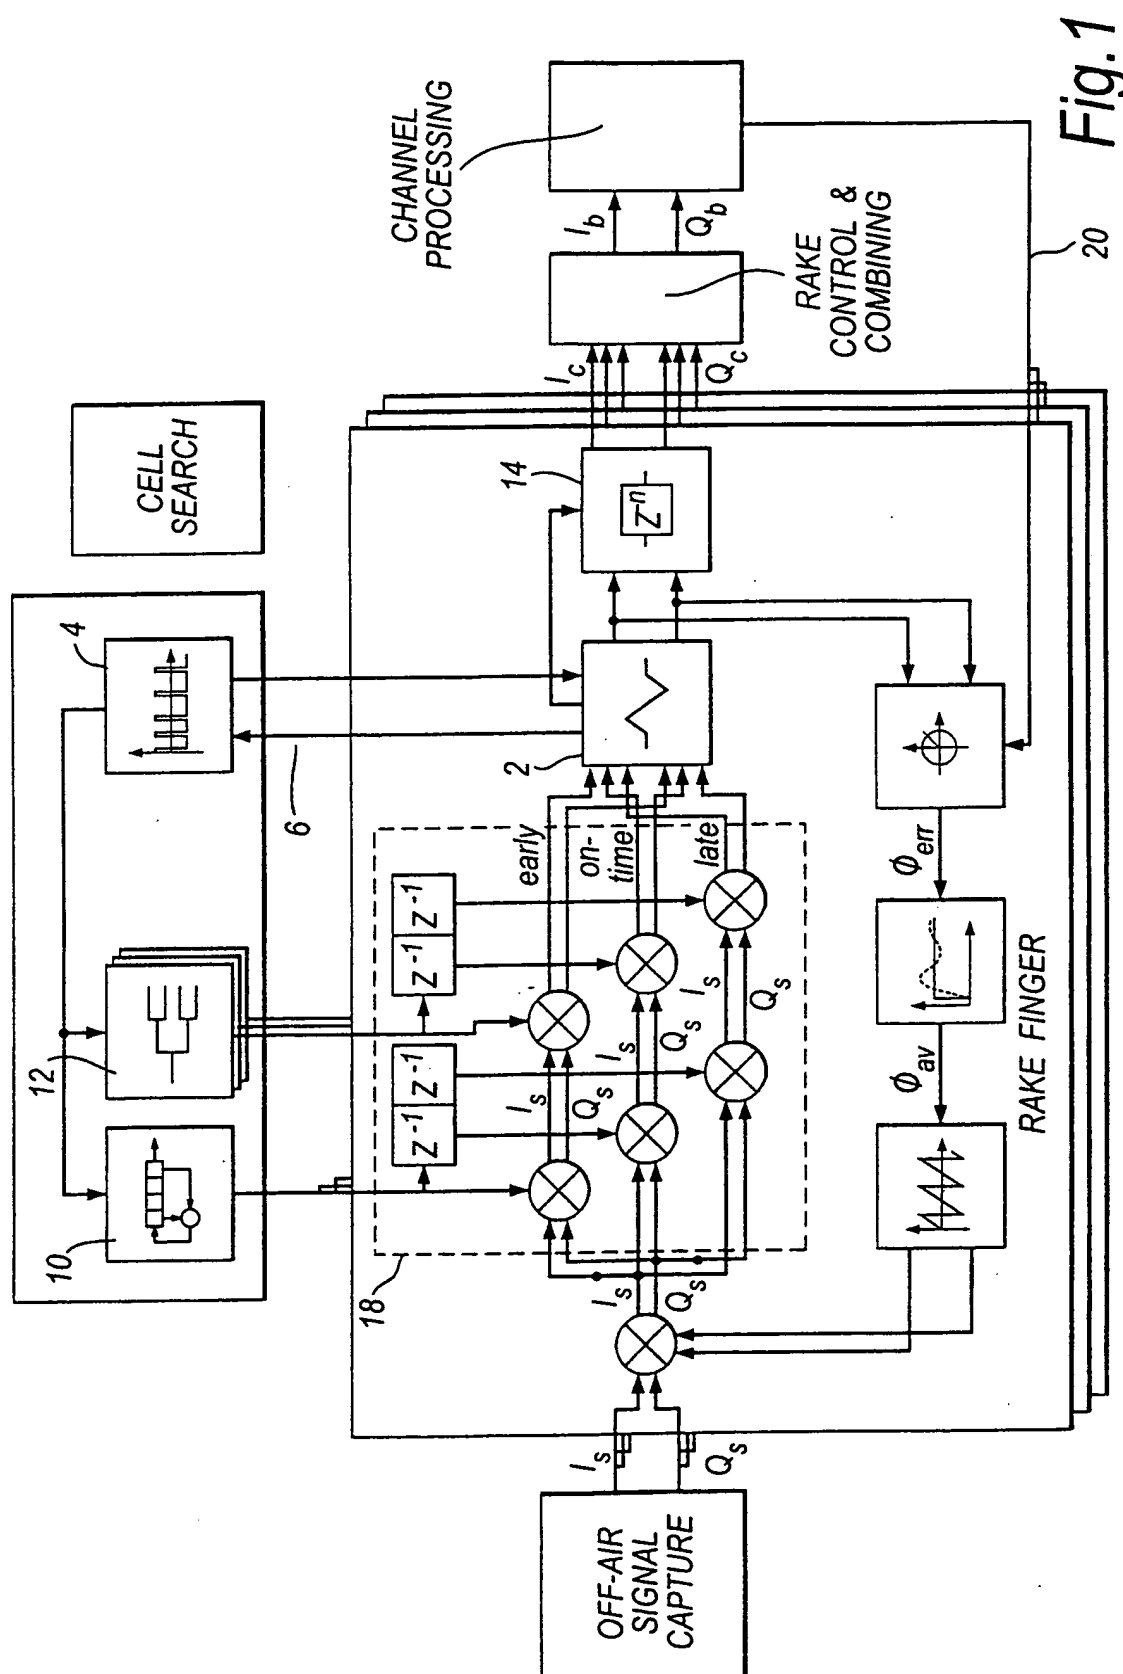 CELL
SEARCH
4
12
10
6
CHANNEL
PROCESSING
I_b
Q_b
RAKE
CONTROL &
COMBINING
20
I_c
Q_c
14
Z⁻ⁿ
2
early
on-
time
late
Z⁻¹ Z⁻¹
Z⁻¹ Z⁻¹
I_s
Q_s
I_s
Q_s
I_s
Q_s
18
I_s
Q_s
I_s
Q_s
Φerr
Φav
RAKE FINGER
OFF-AIR
SIGNAL
CAPTURE
Fig.1